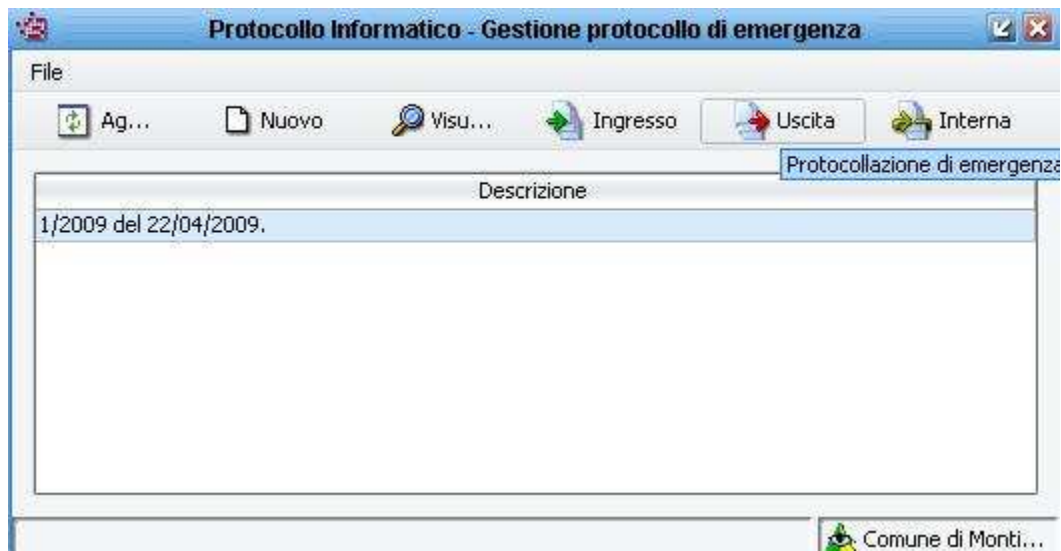 Protocollo Informatico - Gestione protocollo di emergenza
File
Ag... Nuovo Visu... Ingresso Uscita Interna
Protocollazione di emergenza
Descrizione
1/2009 del 22/04/2009.
Comune di Monti...